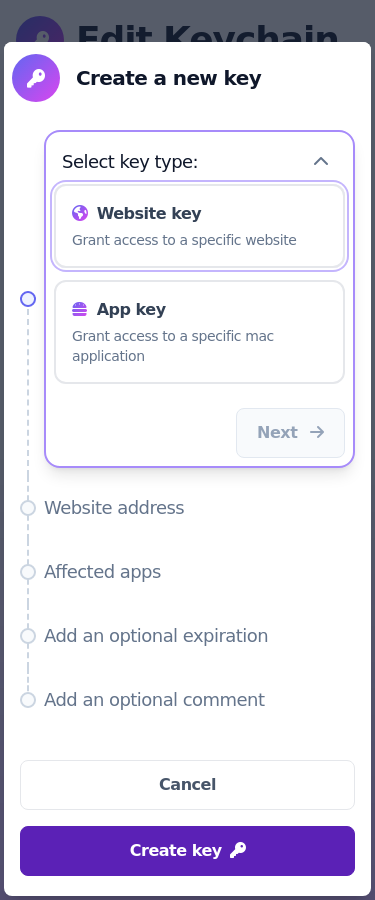 Edit Keychain
Create a new key
Select key type:
Website key
Grant access to a specific website
App key
Grant access to a specific mac
application
Next
Website address
Affected apps
Add an optional expiration
Add an optional comment
Cancel
Create key